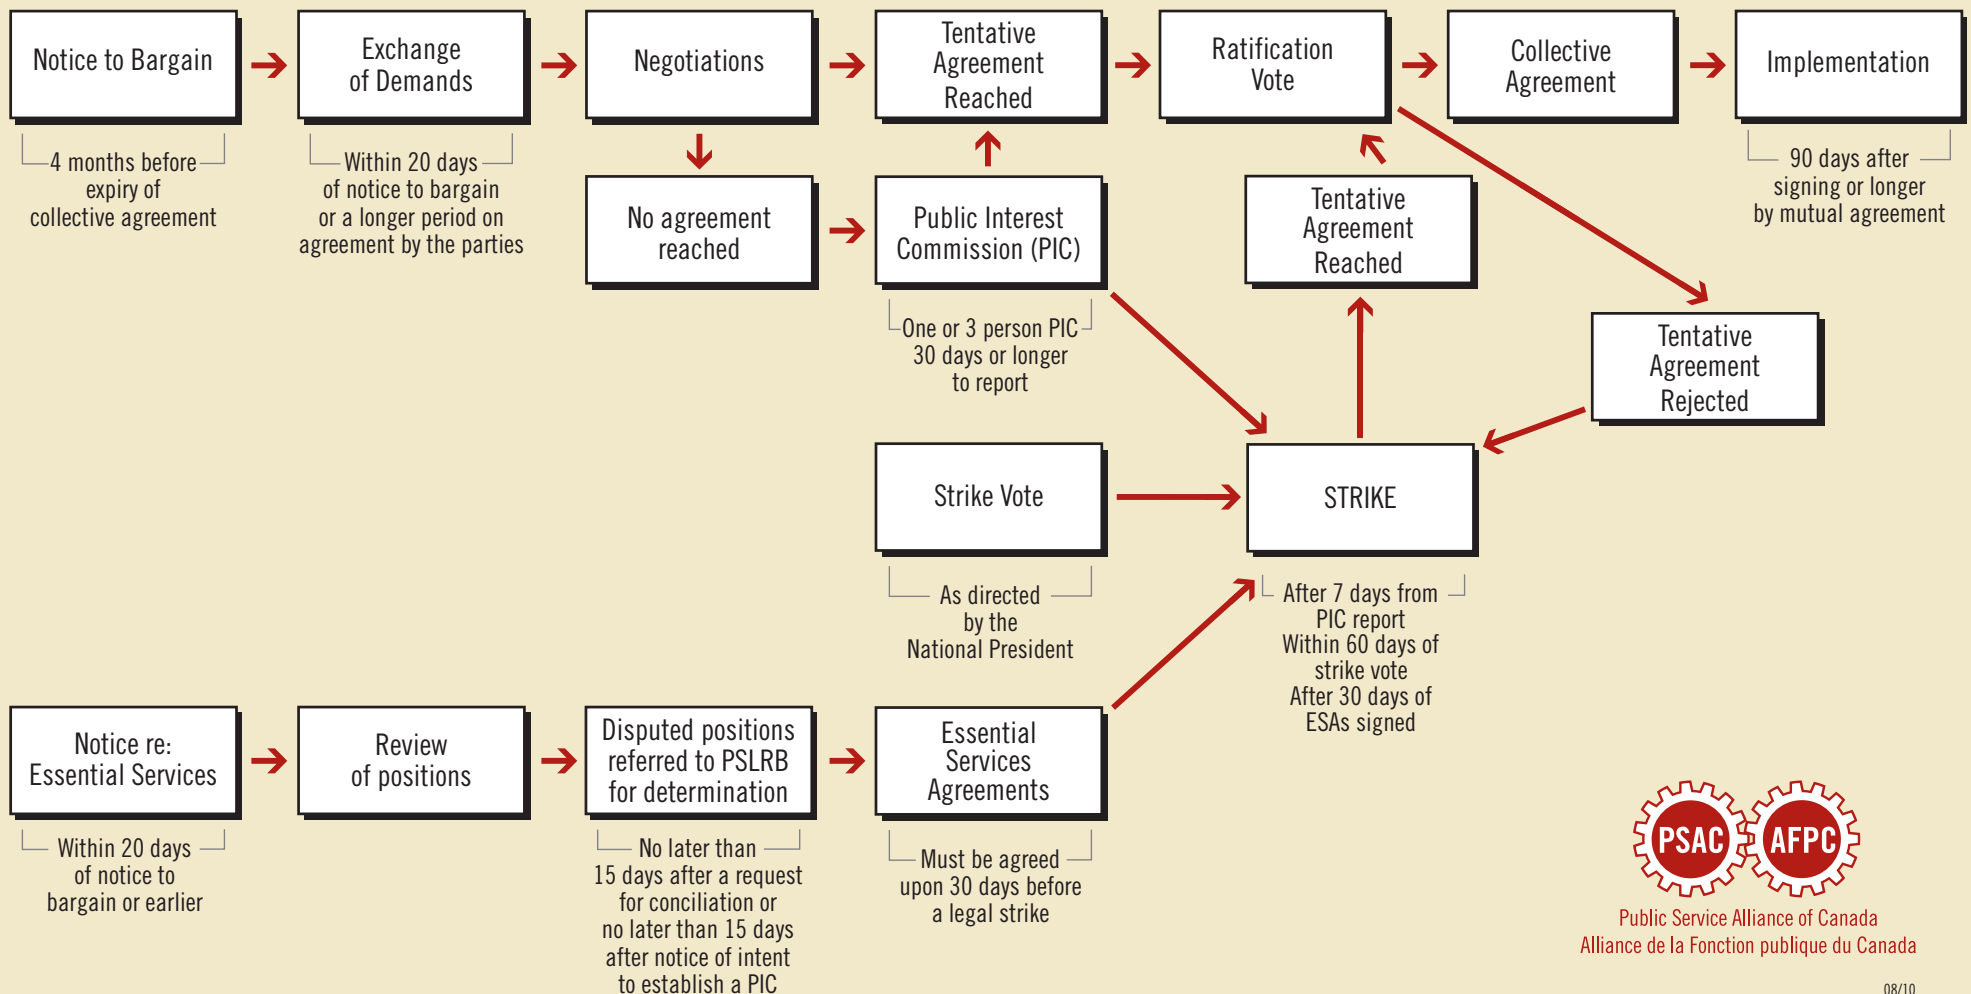 Notice to Bargain
4 months before
expiry of
collective agreement
Exchange
of Demands
Within 20 days
of notice to bargain
or a longer period on
agreement by the parties
Negotiations
Tentative
Agreement
Reached
Ratification
Vote
Collective
Agreement
Implementation
90 days after
signing or longer
by mutual agreement
No agreement
reached
Public Interest
Commission (PIC)
One or 3 person PIC
30 days or longer
to report
Tentative
Agreement
Reached
Tentative
Agreement
Rejected
Strike Vote
As directed
by the
National President
STRIKE
After 7 days from
PIC report
Within 60 days of
strike vote
After 30 days of
ESAs signed
Notice re:
Essential Services
Within 20 days
of notice to
bargain or earlier
Review
of positions
Disputed positions
referred to PSLRB
for determination
No later than
15 days after a request
for conciliation or
no later than 15 days
after notice of intent
to establish a PIC
Essential
Services
Agreements
Must be agreed
upon 30 days before
a legal strike
PSAC AFPC
Public Service Alliance of Canada
Alliance de la Fonction publique du Canada
08/10